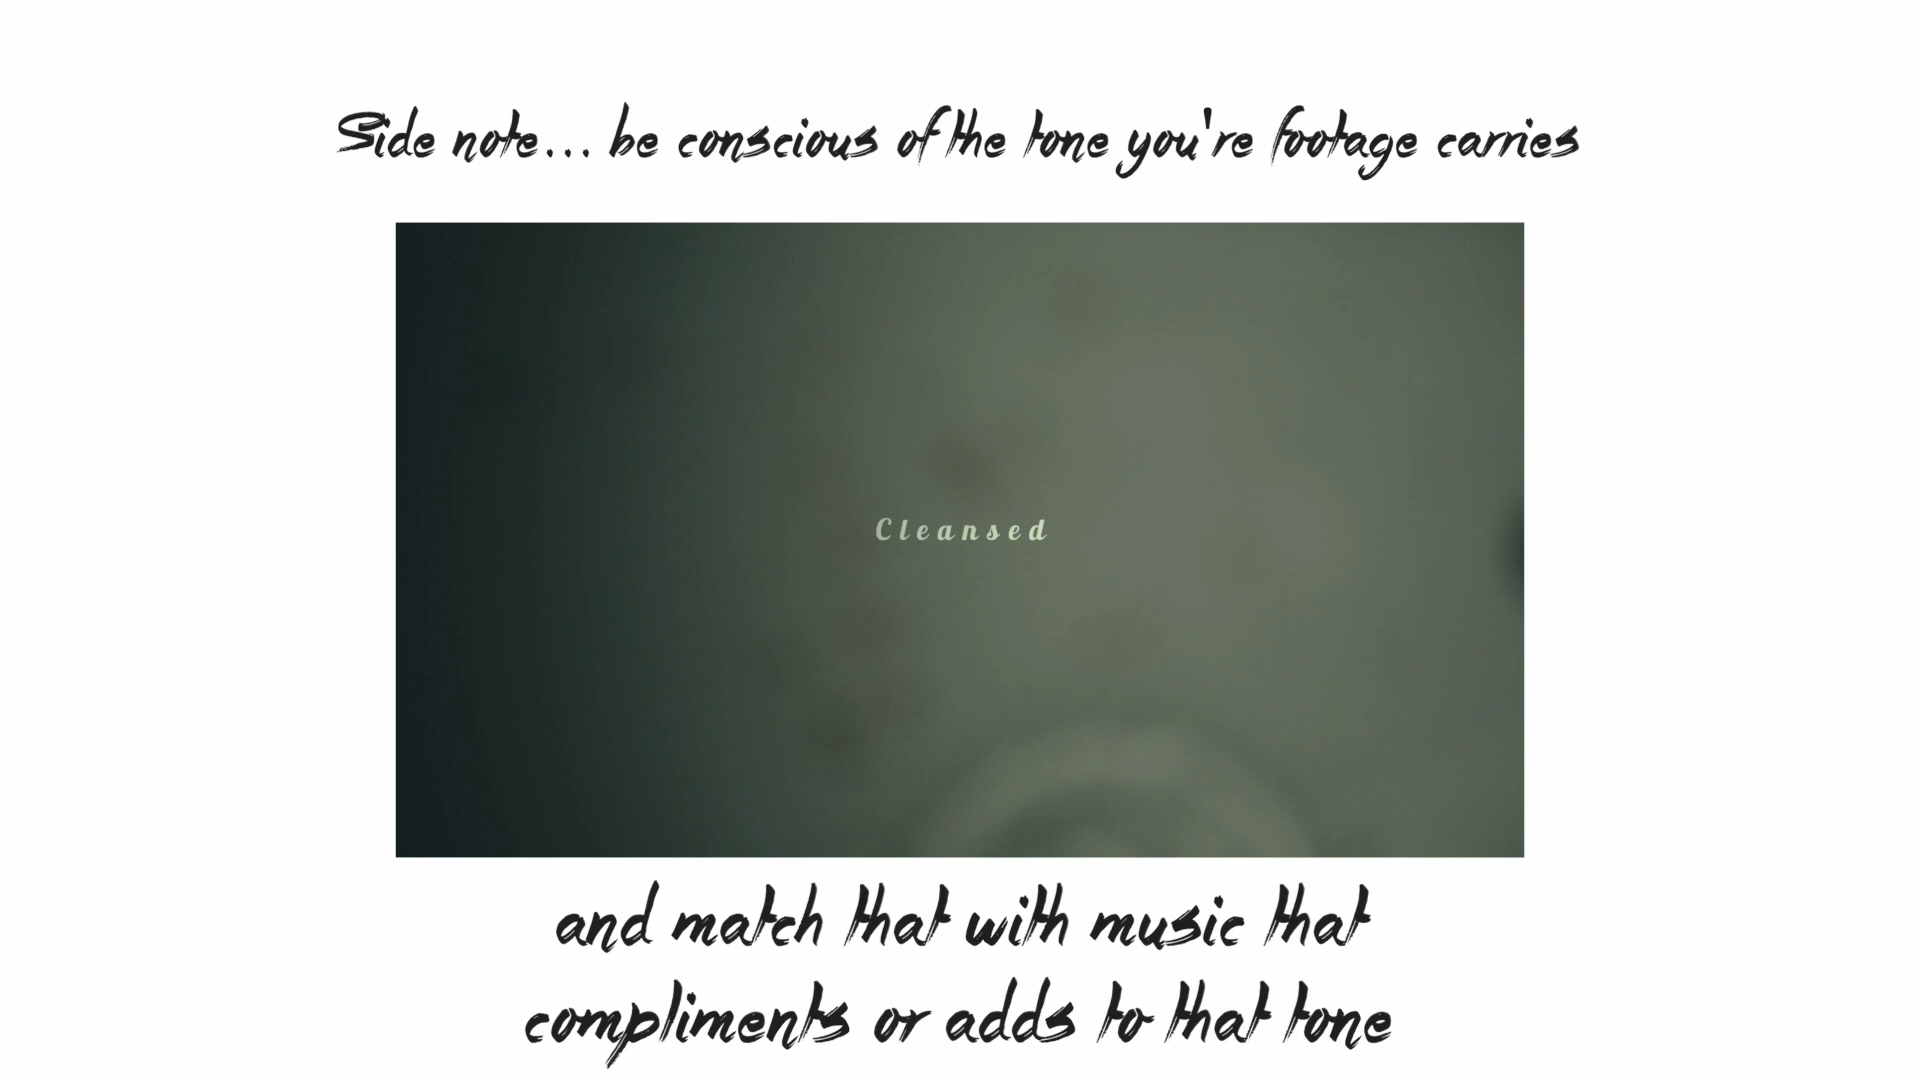 Side note... be conscious of the tone you're footage carries
Cleansed
and match that with music that
compliments or adds to that tone